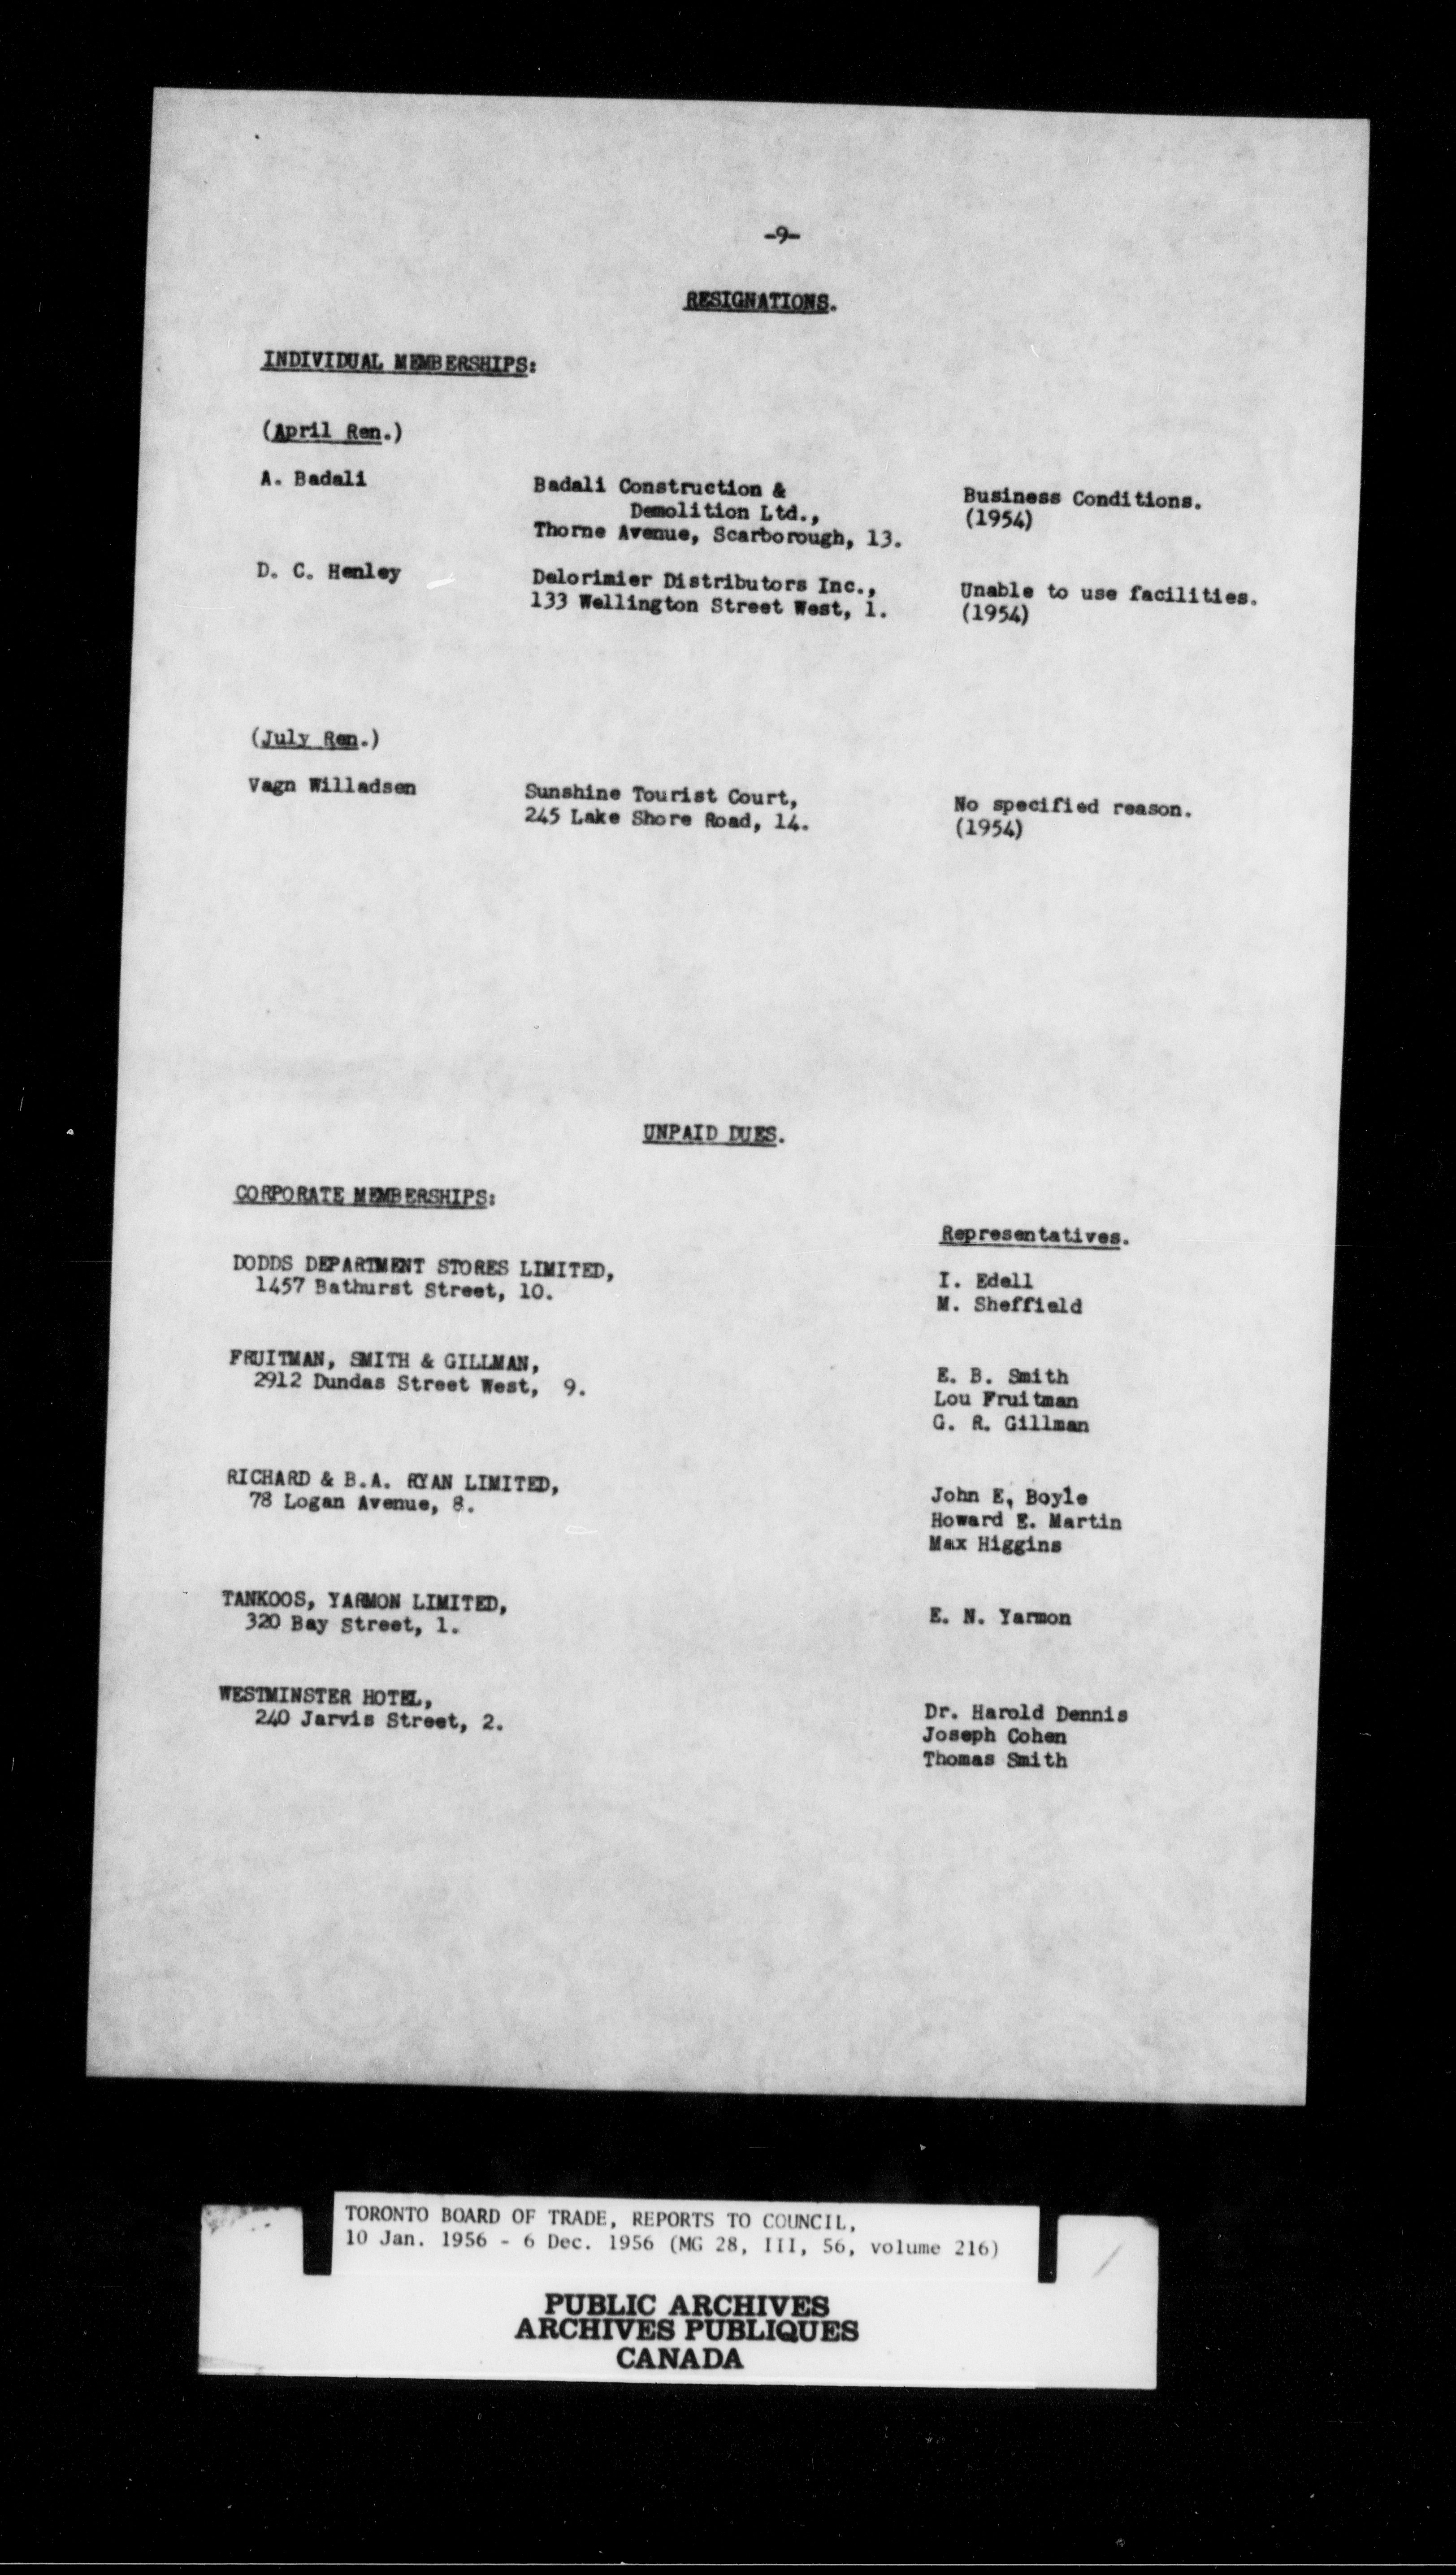 -9-
RESIGNATIONS.
INDIVIDUAL MEMBERSHIPS:
(April Ren.)
A. Badali
Badali Construction &
Demolition Ltd.,
Thorne Avenue, Scarborough, 13.
Business Conditions.
(1954)
D. C. Henley
Delorimier Distributors Inc.,
133 Wellington Street West, 1.
Unable to use facilities.
(1954)
(July Ren.)
Vagn Willadsen
Sunshine Tourist Court,
245 Lake Shore Road, 14.
No specified reason.
(1954)
UNPAID DUES.
CORPORATE MEMBERSHIPS:
Representatives.
DODDS DEPARTMENT STORES LIMITED,
1457 Bathurst Street, 10.
I. Edell
M. Sheffield
FRUITMAN, SMITH & GILLMAN,
2912 Dundas Street West, 9.
E. B. Smith
Lou Fruitman
G. R. Gillman
RICHARD & B.A. RYAN LIMITED,
78 Logan Avenue, 8.
John E. Boyle
Howard E. Martin
Max Higgins
TANKOOS, YARMON LIMITED,
320 Bay Street, 1.
E. N. Yarmon
WESTMINSTER HOTEL,
240 Jarvis Street, 2.
Dr. Harold Dennis
Joseph Cohen
Thomas Smith
TORONTO BOARD OF TRADE, REPORTS TO COUNCIL,
10 Jan. 1956 - 6 Dec. 1956 (MG 28, III, 56, volume 216)
PUBLIC ARCHIVES
ARCHIVES PUBLIQUES
CANADA